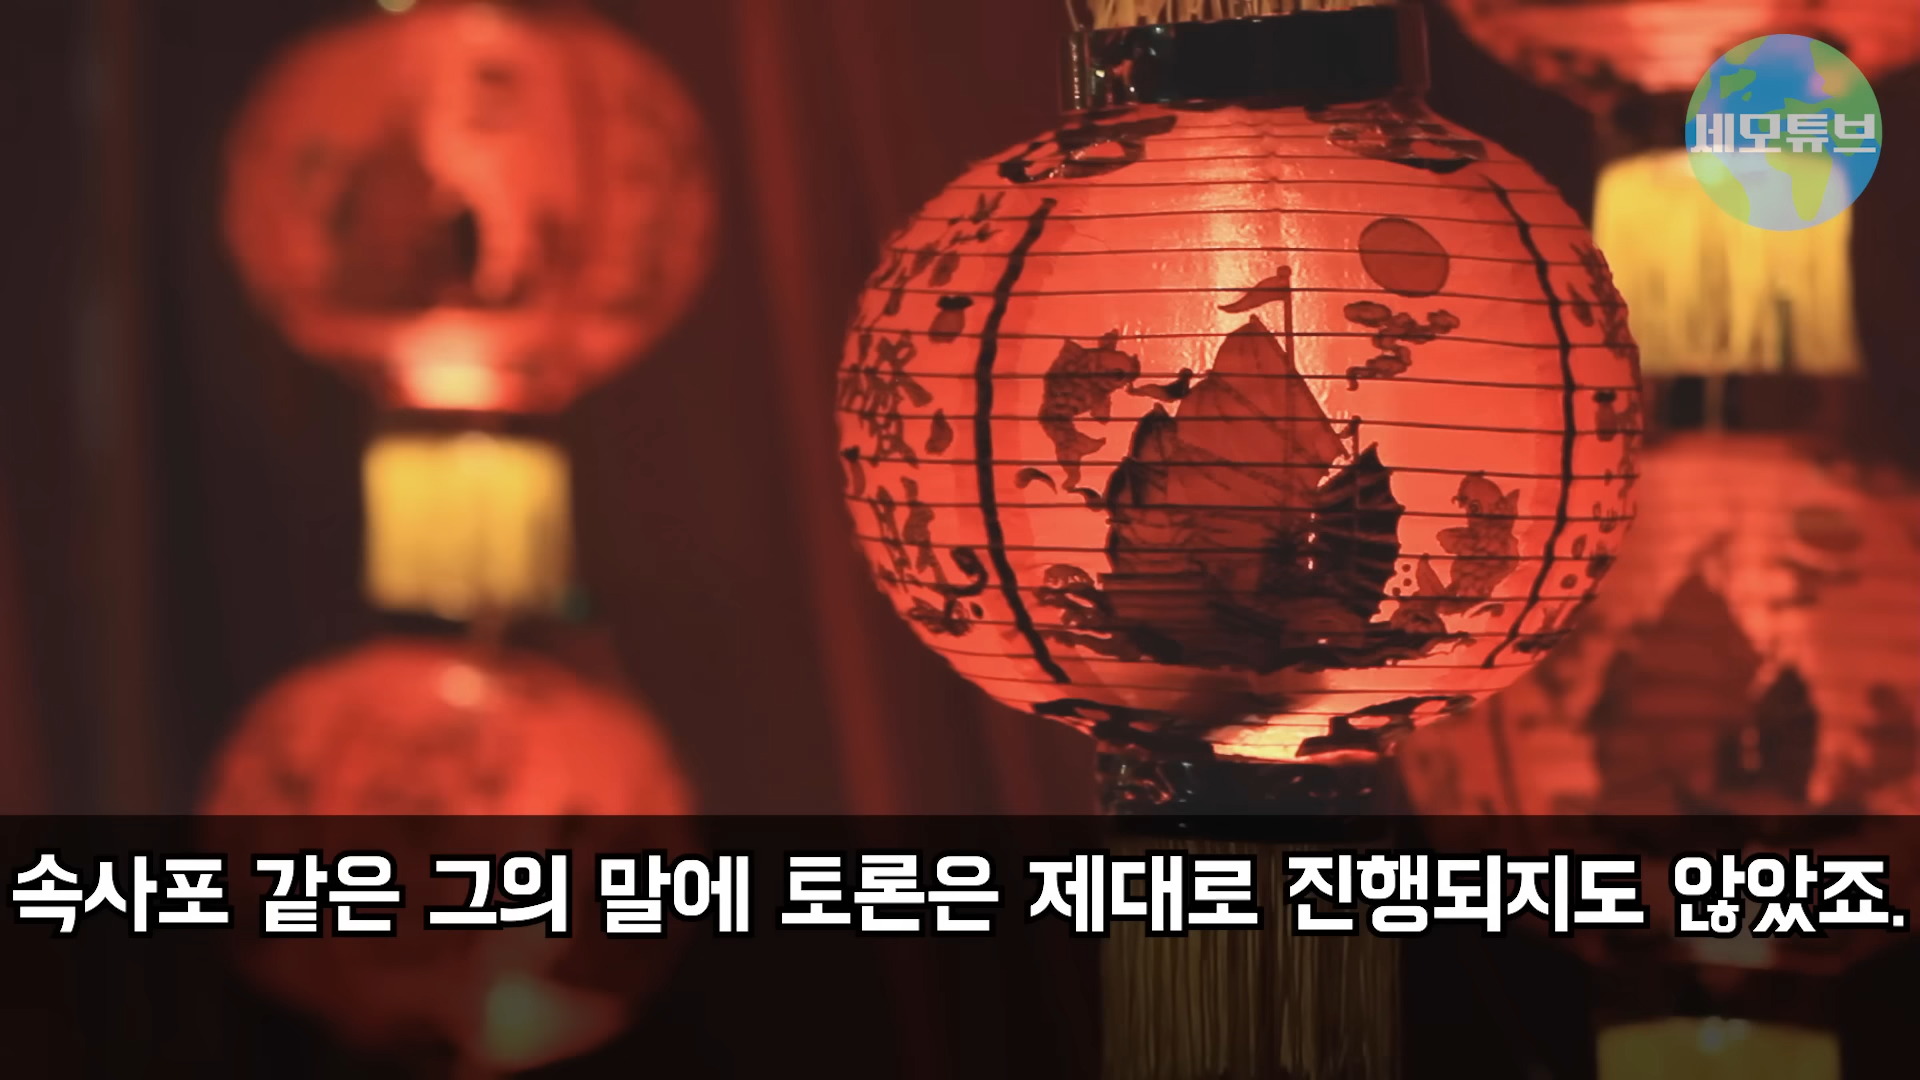 세모튜브
속사포 같은 그의 말에 토론은 제대로 진행되지도 않았죠.